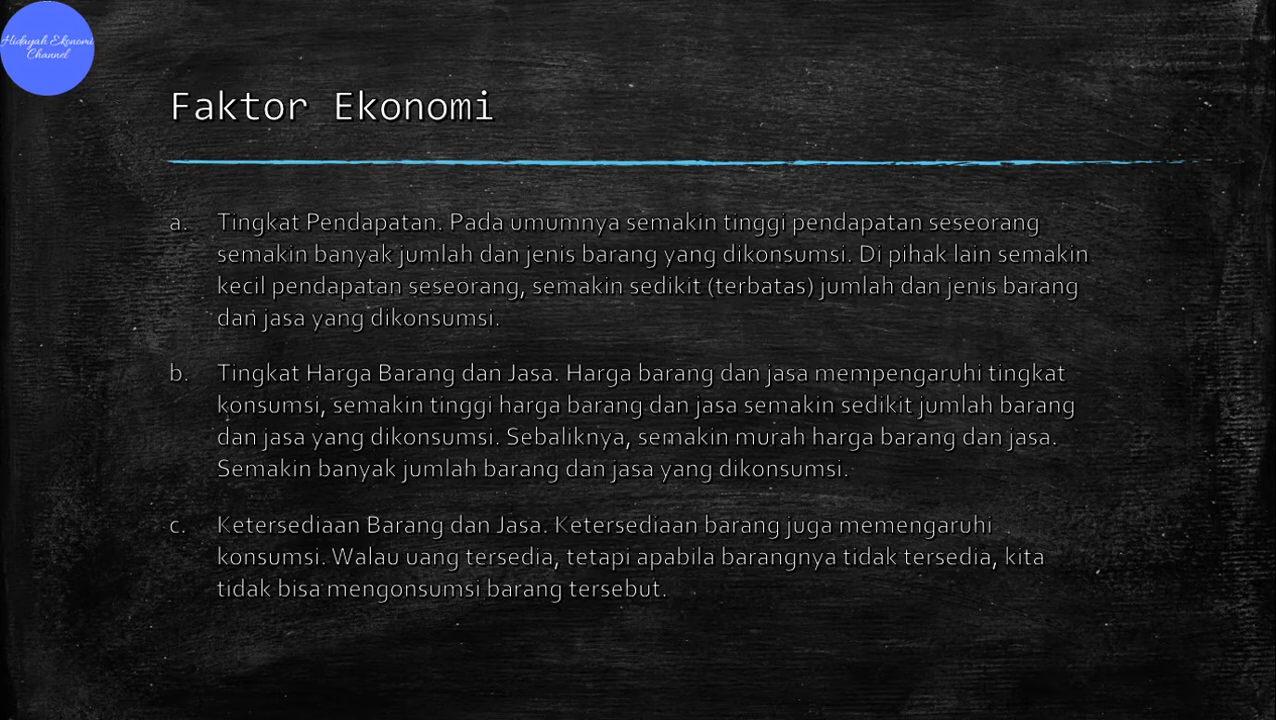 Hidayah Ekonomi
Channel
Faktor Ekonomi
a. Tingkat Pendapatan. Pada umumnya semakin tinggi pendapatan seseorang
semakin banyak jumlah dan jenis barang yang dikonsumsi. Di pihak lain semakin
kecil pendapatan seseorang, semakin sedikit (terbatas) jumlah dan jenis barang
dan jasa yang dikonsumsi.
b. Tingkat Harga Barang dan Jasa. Harga barang dan jasa mempengaruhi tingkat
konsumsi, semakin tinggi harga barang dan jasa semakin sedikit jumlah barang
dan jasa yang dikonsumsi. Sebaliknya, semakin murah harga barang dan jasa.
Semakin banyak jumlah barang dan jasa yang dikonsumsi.
c. Ketersediaan Barang dan Jasa. Ketersediaan barang juga memengaruhi
konsumsi. Walau uang tersedia, tetapi apabila barangnya tidak tersedia, kita
tidak bisa mengonsumsi barang tersebut.